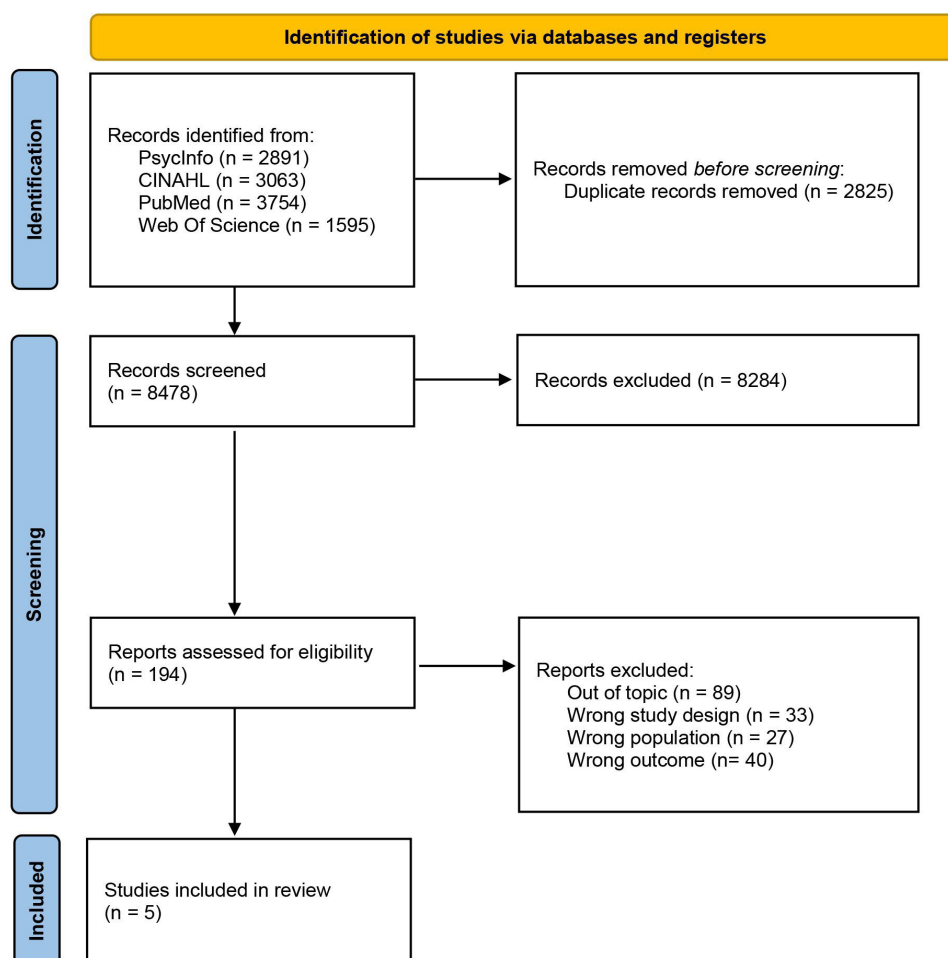 Identification of studies via databases and registers
Identification
Records identified from:
PsycInfo (n = 2891)
CINAHL (n = 3063)
PubMed (n = 3754)
Web Of Science (n = 1595)
Records removed before screening:
Duplicate records removed (n = 2825)
Screening
Records screened
(n = 8478)
Records excluded (n = 8284)
Reports assessed for eligibility
(n = 194)
Reports excluded:
Out of topic (n = 89)
Wrong study design (n = 33)
Wrong population (n = 27)
Wrong outcome (n= 40)
Included
Studies included in review
(n = 5)